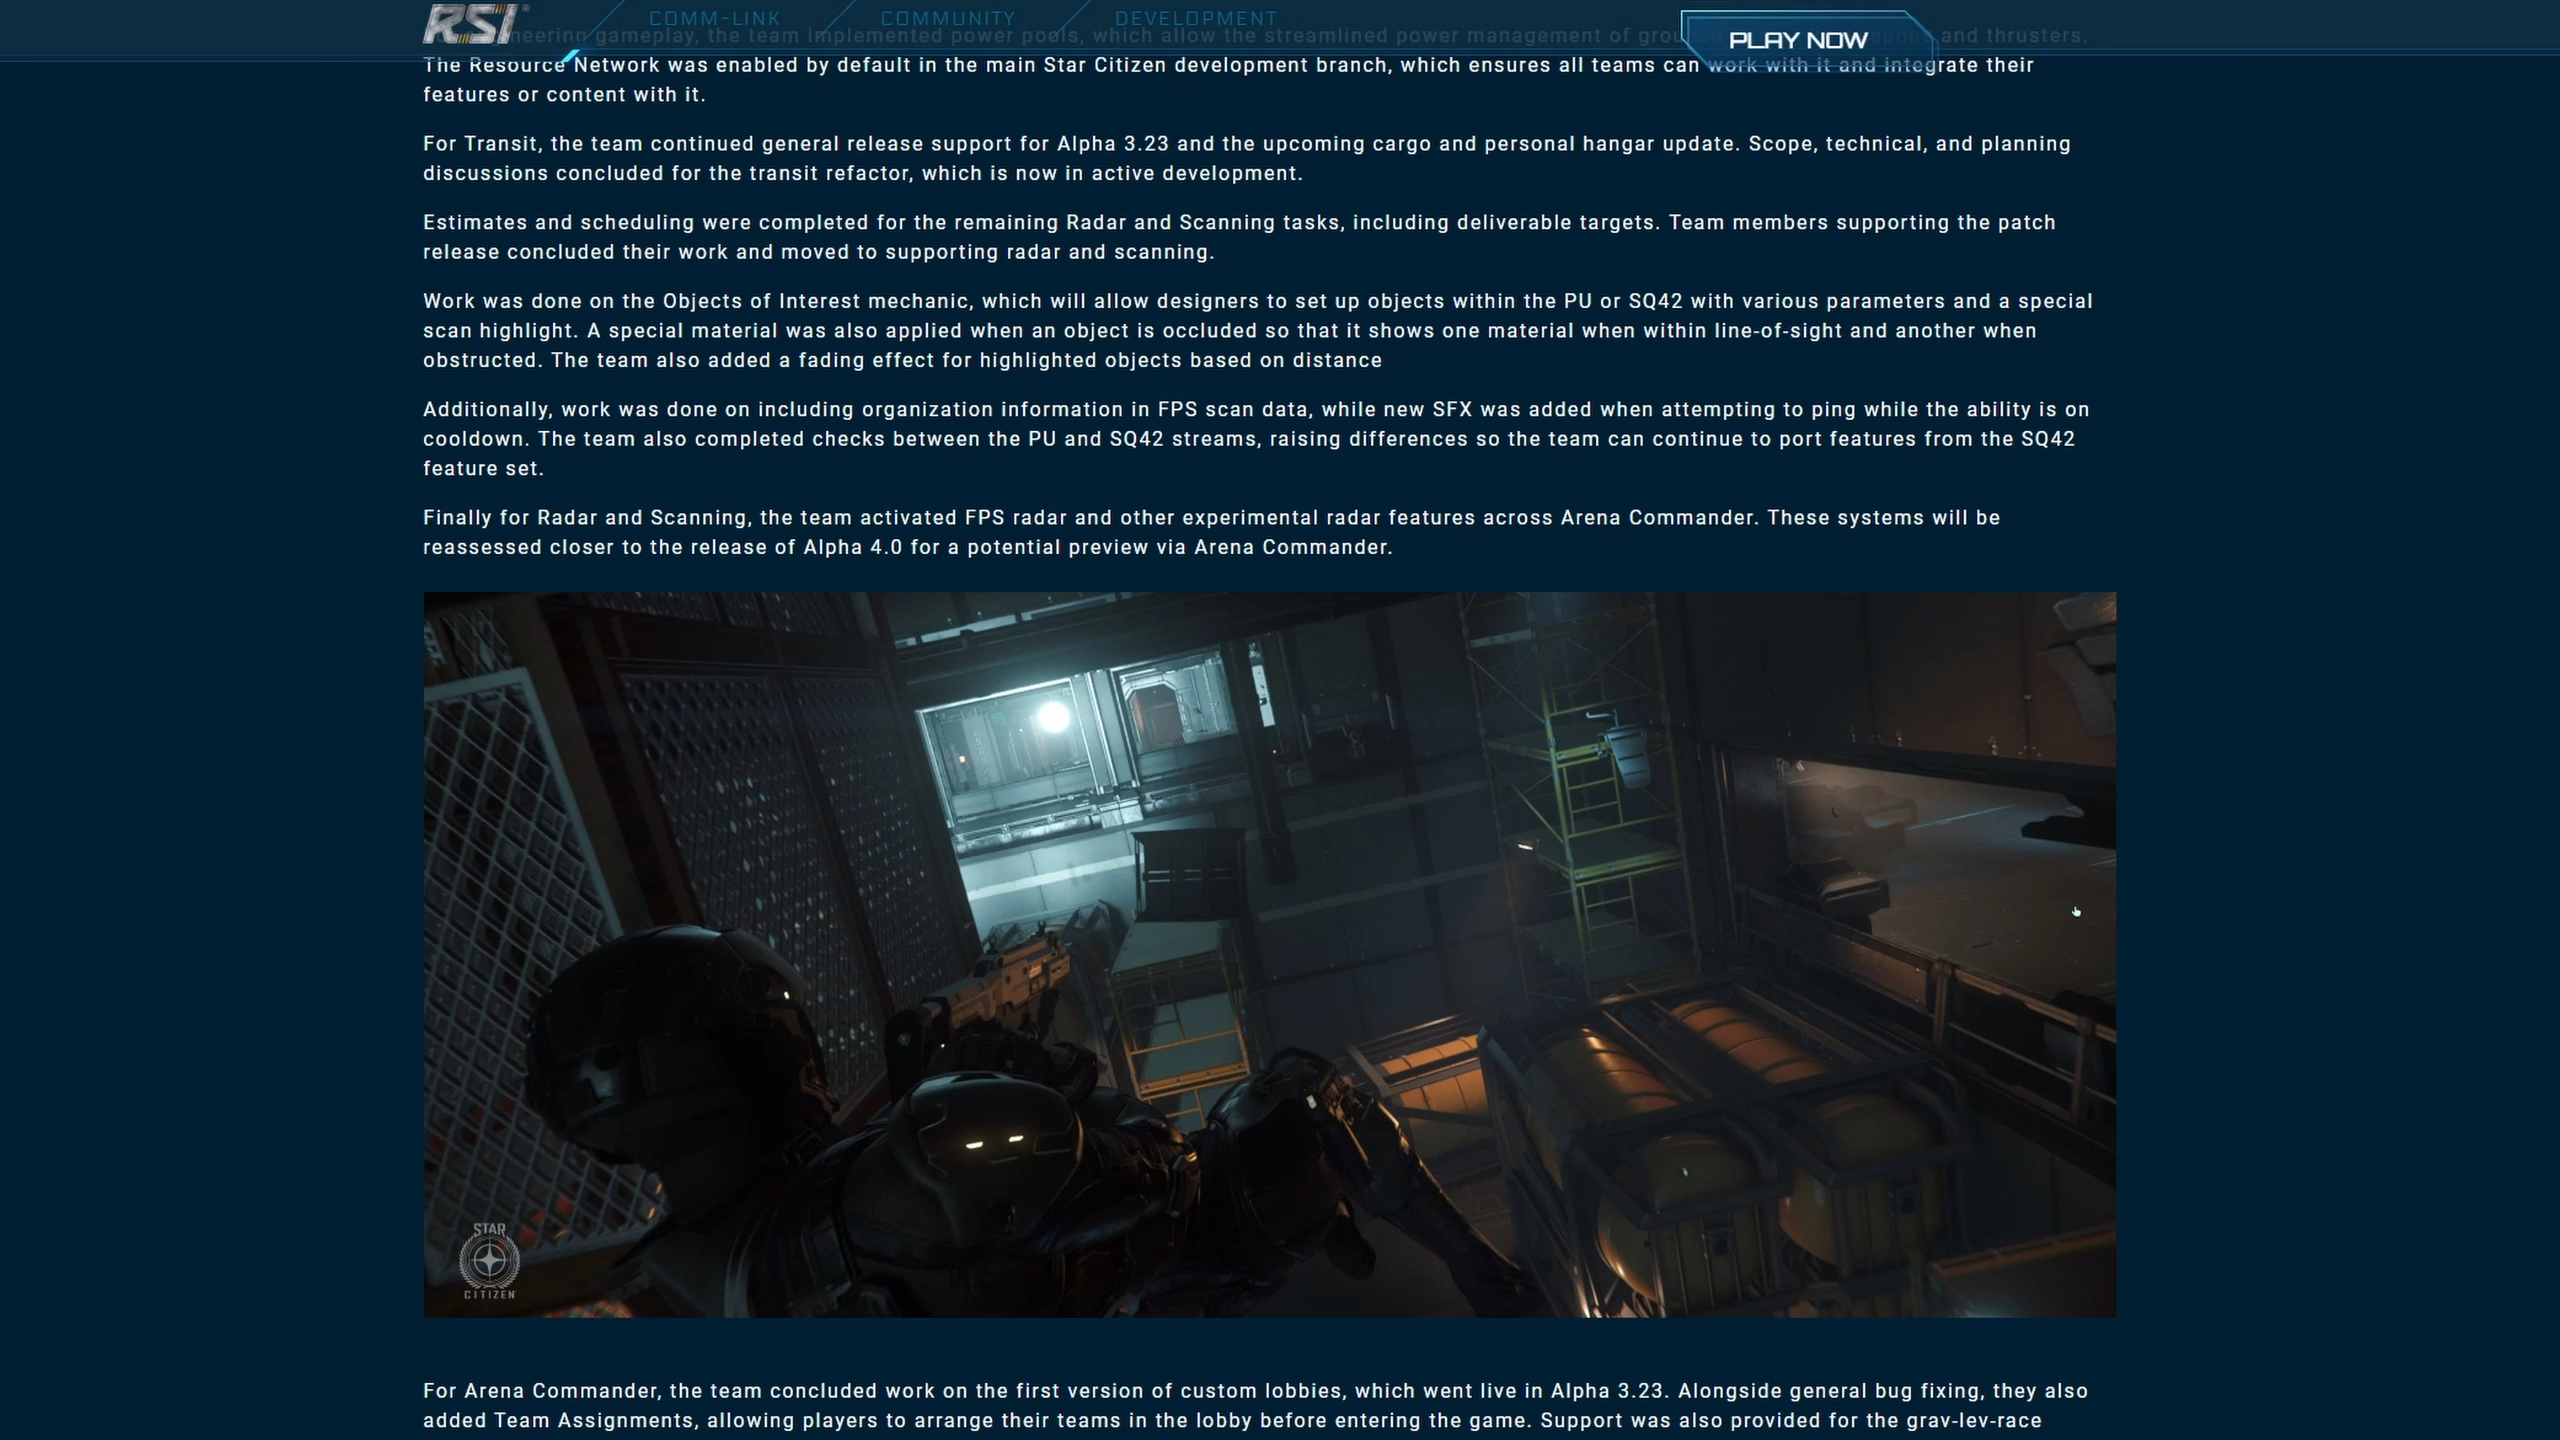 RSI
COMM-LINK
COMMUNITY
DEVELOPMENT
PLAY NOW
gameplay, the team implemented power pools, which allow the streamlined power management of and thrusters.
The Resource Network was enabled by default in the main Star Citizen development branch, which ensures all teams can work with it and integrate their
features or content with it.
For Transit, the team continued general release support for Alpha 3.23 and the upcoming cargo and personal hangar update. Scope, technical, and planning
discussions concluded for the transit refactor, which is now in active development.
Estimates and scheduling were completed for the remaining Radar and Scanning tasks, including deliverable targets. Team members supporting the patch
release concluded their work and moved to supporting radar and scanning.
Work was done on the Objects of Interest mechanic, which will allow designers to set up objects within the PU or SQ42 with various parameters and a special
scan highlight. A special material was also applied when an object is occluded so that it shows one material when within line-of-sight and another when
obstructed. The team also added a fading effect for highlighted objects based on distance
Additionally, work was done on including organization information in FPS scan data, while new SFX was added when attempting to ping while the ability is on
cooldown. The team also completed checks between the PU and SQ42 streams, raising differences so the team can continue to port features from the SQ42
feature set.
Finally for Radar and Scanning, the team activated FPS radar and other experimental radar features across Arena Commander. These systems will be
reassessed closer to the release of Alpha 4.0 for a potential preview via Arena Commander.
STAR
CITIZEN
For Arena Commander, the team concluded work on the first version of custom lobbies, which went live in Alpha 3.23. Alongside general bug fixing, they also
added Team Assignments, allowing players to arrange their teams in the lobby before entering the game. Support was also provided for the grav-lev-race